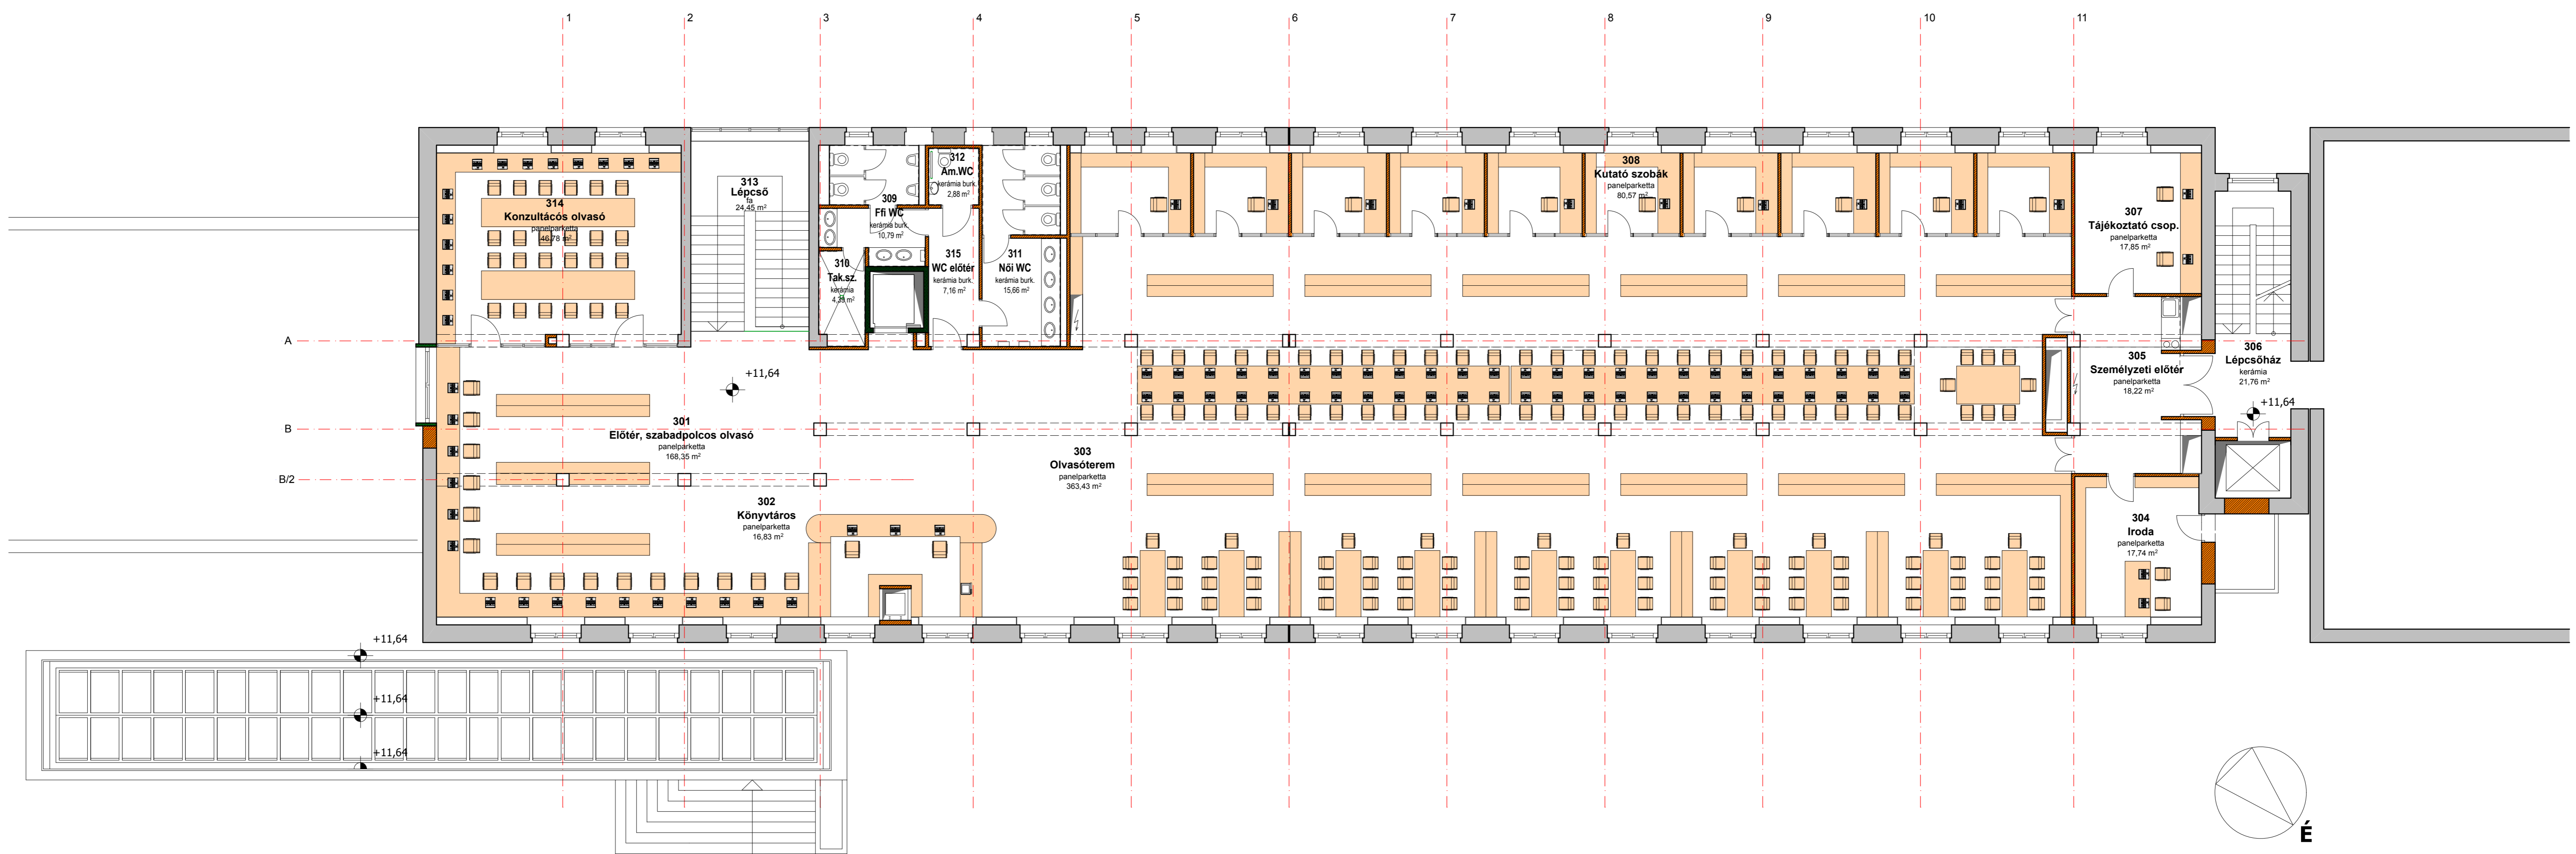 1 2 3 4 5 6 7 8 9 10 11
A
B
B/2
314
Konzultácós olvasó
panelparketta
46,78 m²
313
Lépcső
fa
24,45 m²
312
Am.WC
kerámia burk.
2,88 m²
309
Ffi WC
kerámia burk.
10,79 m²
310
Tak.sz.
kerámia
4,39 m²
315
WC előtér
kerámia burk.
7,16 m²
311
Női WC
kerámia burk.
15,66 m²
308
Kutató szobák
panelparketta
80,57 m²
307
Tájékoztató csop.
panelparketta
17,85 m²
306
Lépcsőház
kerámia
21,76 m²
+11,64
305
Személyzeti előtér
panelparketta
18,22 m²
+11,64
301
Előtér, szabadpolcos olvasó
panelparketta
168,35 m²
303
Olvasóterem
panelparketta
363,43 m²
302
Könyvtáros
panelparketta
16,83 m²
304
Iroda
panelparketta
17,74 m²
+11,64
+11,64
+11,64
É